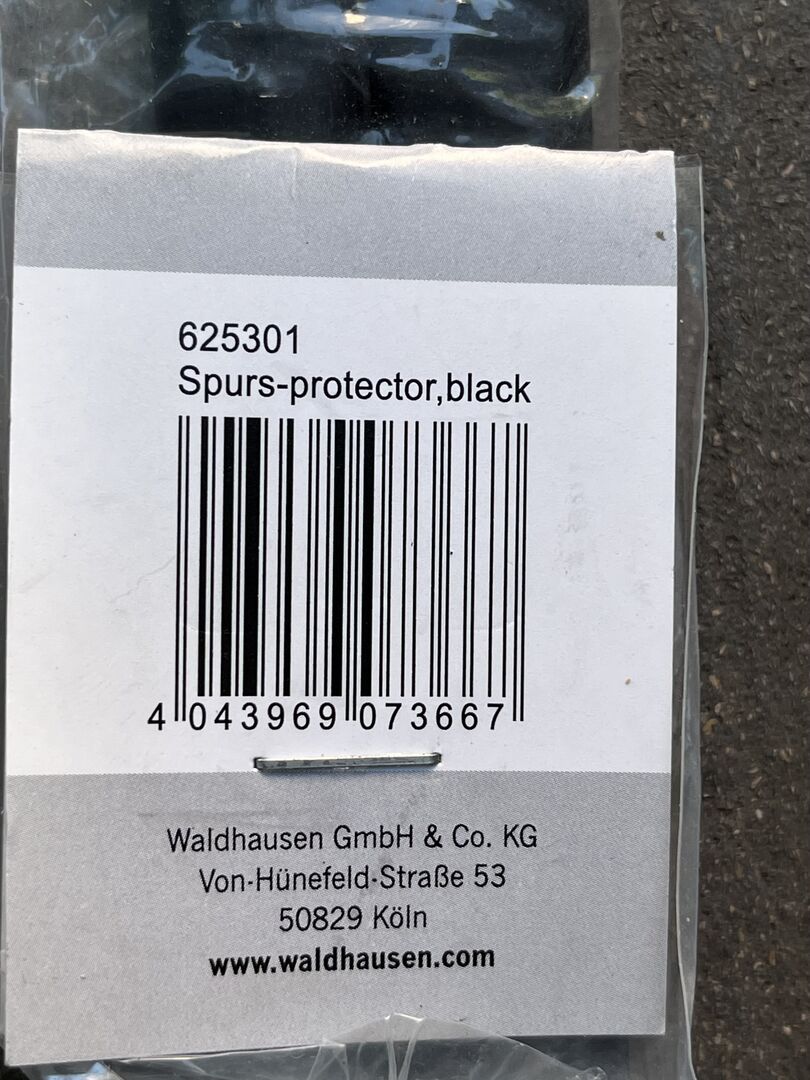 625301
Spurs-protector,black
4 043969 073667
Waldhausen GmbH & Co. KG
Von-Hünefeld-Straße 53
50829 Köln
www.waldhausen.com